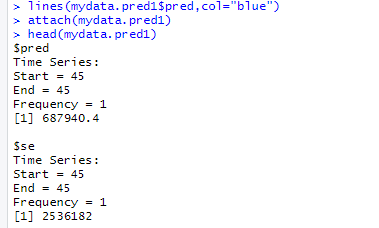 > lines(mydata.pred1$pred,col="blue")
> attach(mydata.pred1)
> head(mydata.pred1)
$pred
Time Series:
Start = 45
End = 45
Frequency = 1
[1] 687940.4
$se
Time Series:
Start = 45
End = 45
Frequency = 1
[1] 2536182